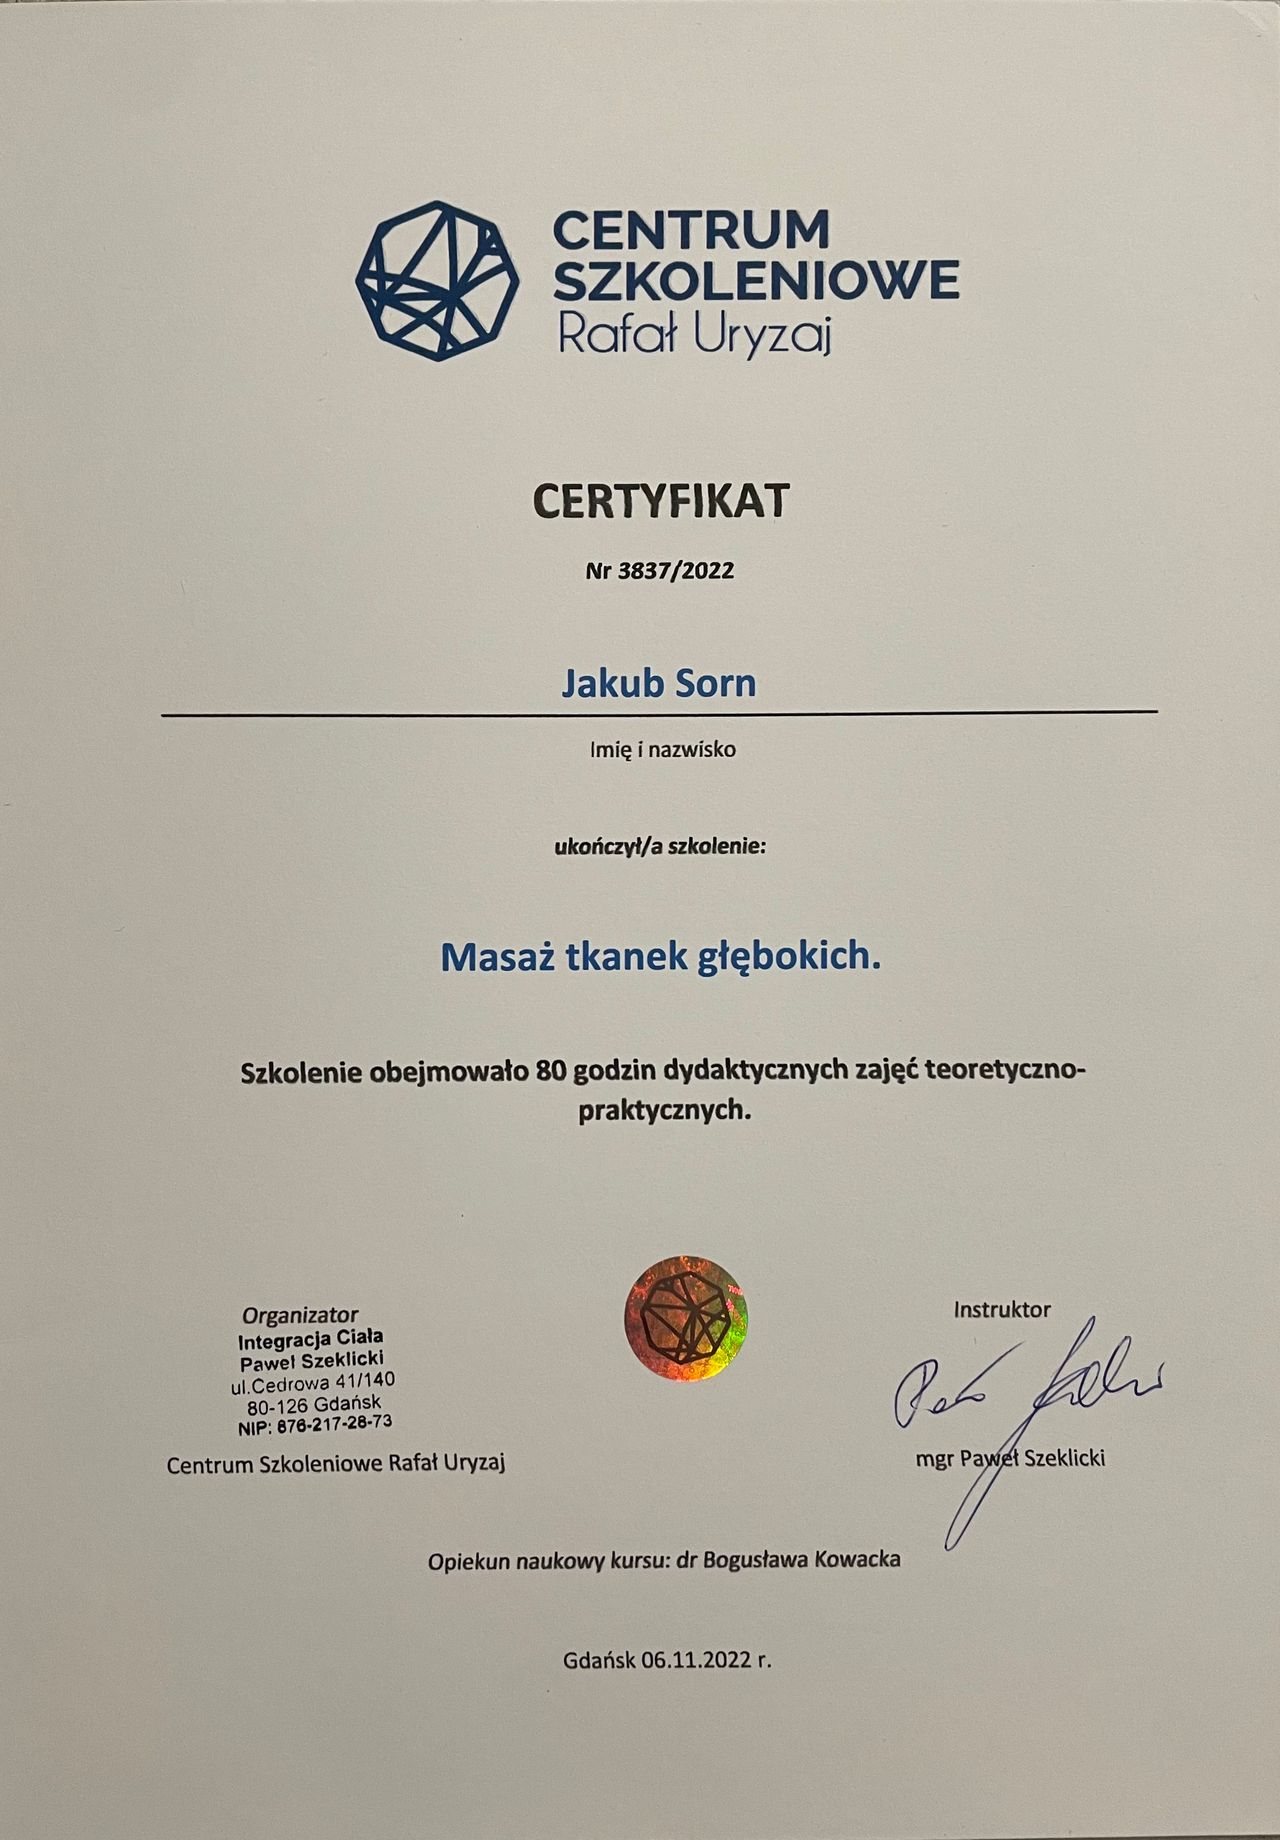 CENTRUM
SZKOLENIOWE
Rafał Uryzaj
CERTYFIKAT
Nr 3837/2022
Jakub Sorn
Imię i nazwisko
ukończył/a szkolenie:
Masaż tkanek głębokich.
Szkolenie obejmowało 80 godzin dydaktycznych zajęć teoretyczno-
praktycznych.
Organizator
Integracja Ciała
Paweł Szeklicki
ul.Cedrowa 41/140
80-126 Gdańsk
NIP: 876-217-28-73
Centrum Szkoleniowe Rafał Uryzaj
Instruktor
mgr Paweł Szeklicki
Opiekun naukowy kursu: dr Bogusława Kowacka
Gdańsk 06.11.2022 r.